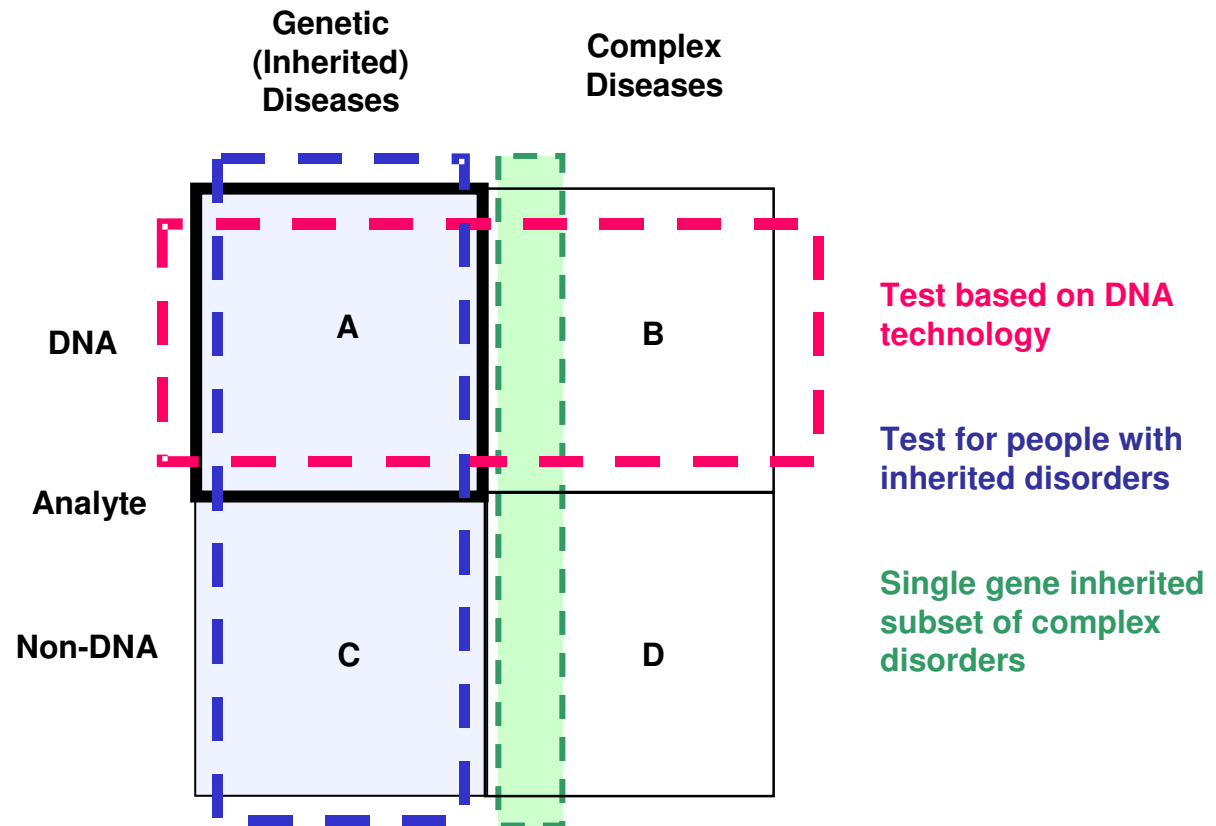 Genetic
(Inherited)
Diseases
Complex
Diseases
DNA
A
B
Test based on DNA
technology
Test for people with
inherited disorders
Analyte
Single gene inherited
subset of complex
disorders
Non-DNA
C
D